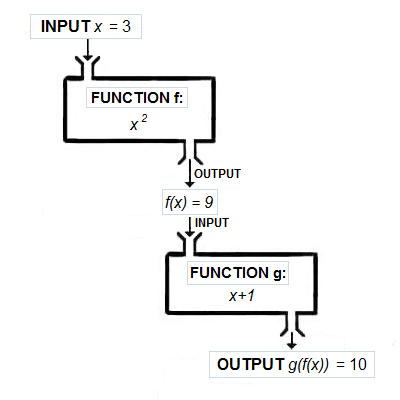 INPUT x = 3
FUNCTION f:
x²
OUTPUT
f(x) = 9
INPUT
FUNCTION g:
x+1
OUTPUT g(f(x)) = 10